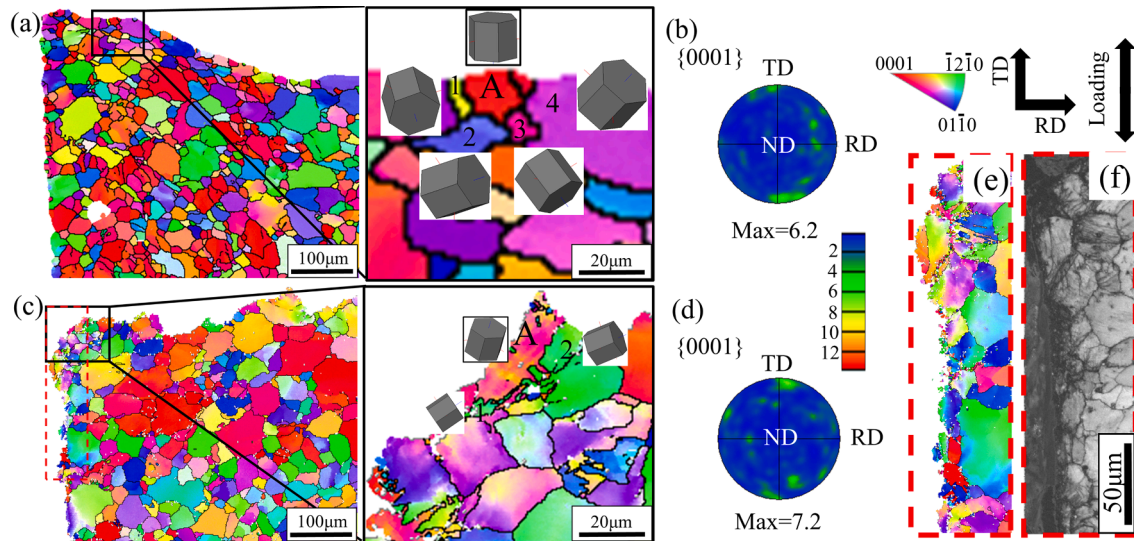 (a)
100μm
1
A
4
2
3
20μm
(b)
{0001}
TD
ND
RD
Max=6.2
2
4
6
8
10
12
0001
1̄21̄0
011̄0
TD
RD
Loading
(c)
100μm
A
2
1
20μm
(d)
{0001}
TD
ND
RD
Max=7.2
(e)
(f)
50μm